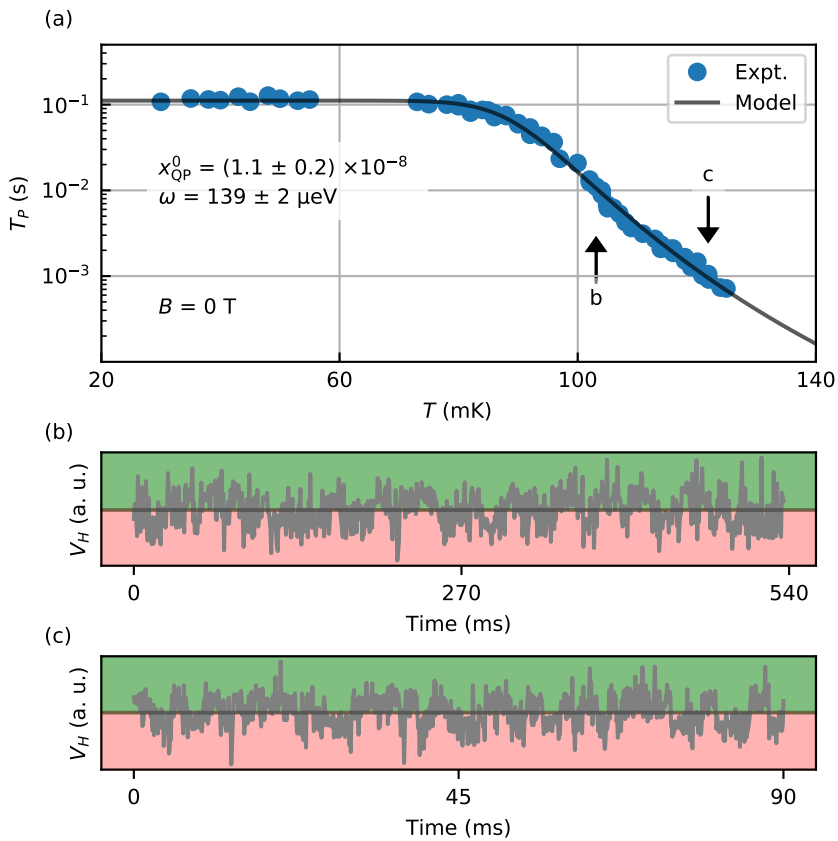 (a)
10⁻¹
10⁻²
10⁻³
T_P (s)
Expt.
Model
x⁰_QP = (1.1 ± 0.2) ×10⁻⁸
ω = 139 ± 2 μeV
c
b
B = 0 T
20 60 100 140
T (mK)
(b)
V_H (a. u.)
0 270 540
Time (ms)
(c)
V_H (a. u.)
0 45 90
Time (ms)